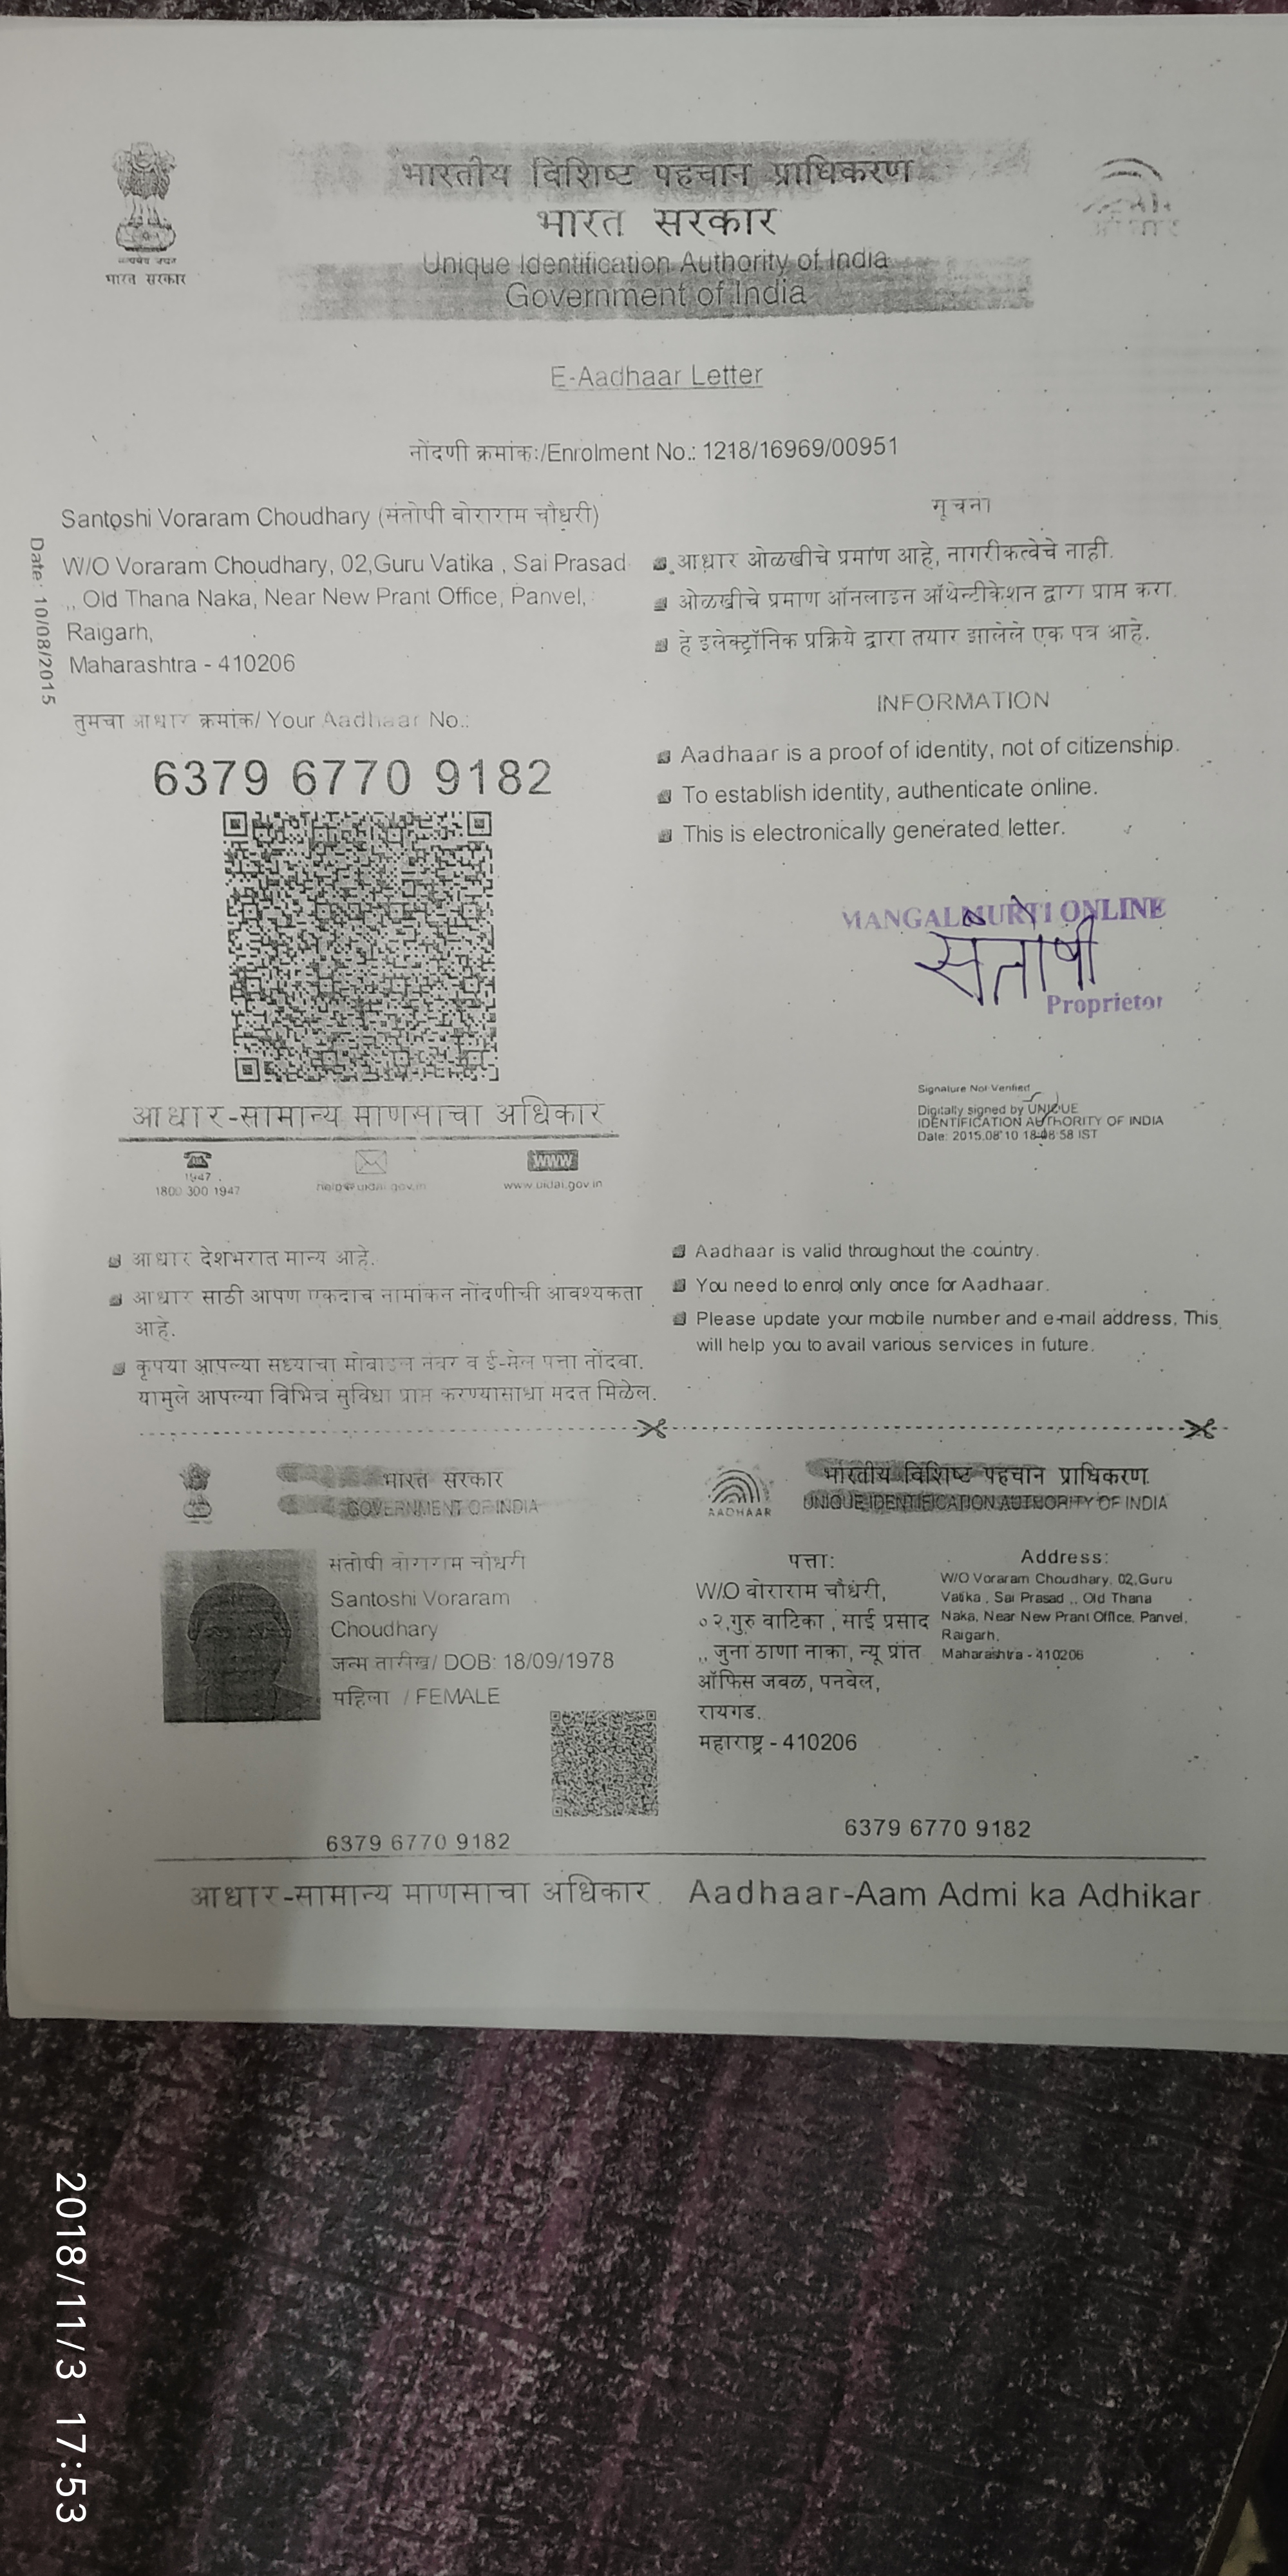 भारतीय विशिष्ट पहचान प्राधिकरण
भारत सरकार
Unique Identification Authority of India
Government of India
भारत सरकार
E-Aadhaar Letter
नोंदणी क्रमांक:/Enrolment No.: 1218/16969/00951
Date: 10/08/2015
Santoshi Voraram Choudhary (संतोषी वोराराम चौधरी)
W/O Voraram Choudhary, 02,Guru Vatika , Sai Prasad
,, Old Thana Naka, Near New Prant Office, Panvel,
Raigarh,
Maharashtra - 410206
तुमचा आधार क्रमांक/ Your Aadhaar No.:
6379 6770 9182
सूचना
आधार ओळखीचे प्रमाण आहे, नागरीकत्वेचे नाही.
ओळखीचे प्रमाण ऑनलाइन ऑथेन्टीकेशन द्वारा प्राप्त करा.
हे इलेक्ट्रॉनिक प्रक्रिये द्वारा तयार झालेले एक पत्र आहे.
INFORMATION
Aadhaar is a proof of identity, not of citizenship.
To establish identity, authenticate online.
This is electronically generated letter.
MANGALMURTI ONLINE
संतोषी
Proprietor
Signature Not Verified
Digitally signed by UNIQUE
IDENTIFICATION AUTHORITY OF INDIA
Date: 2015.08.10 18:08:58 IST
आधार-सामान्य माणसाचा अधिकार
1947
1800 300 1947
help@uidai.gov.in
www
www.uidai.gov.in
आधार देशभरात मान्य आहे.
आधार साठी आपण एकदाच नामांकन नोंदणीची आवश्यकता
आहे.
कृपया आपल्या सध्याचा मोबाइल नंबर व ई-मेल पत्ता नोंदवा.
यामुले आपल्या विभिन्न सुविधा प्राप्त करण्यासाधा मदत मिळेल.
Aadhaar is valid throughout the country.
You need to enrol only once for Aadhaar.
Please update your mobile number and e-mail address. This
will help you to avail various services in future.
भारत सरकार
GOVERNMENT OF INDIA
संतोषी वोराराम चौधरी
Santoshi Voraram
Choudhary
जन्म तारीख/ DOB: 18/09/1978
महिला / FEMALE
6379 6770 9182
AADHAAR
भारतीय विशिष्ट पहचान प्राधिकरण
UNIQUE IDENTIFICATION AUTHORITY OF INDIA
पत्ता:
W/O वोराराम चौधरी,
०२,गुरु वाटिका , साई प्रसाद
,, जुना ठाणा नाका, न्यू प्रांत
ऑफिस जवळ, पनवेल,
रायगड,
महाराष्ट्र - 410206
Address:
W/O Voraram Choudhary, 02,Guru
Vatika , Sai Prasad ,, Old Thana
Naka, Near New Prant Office, Panvel,
Raigarh,
Maharashtra - 410206
6379 6770 9182
आधार-सामान्य माणसाचा अधिकार
Aadhaar-Aam Admi ka Adhikar
2018/11/3 17:53